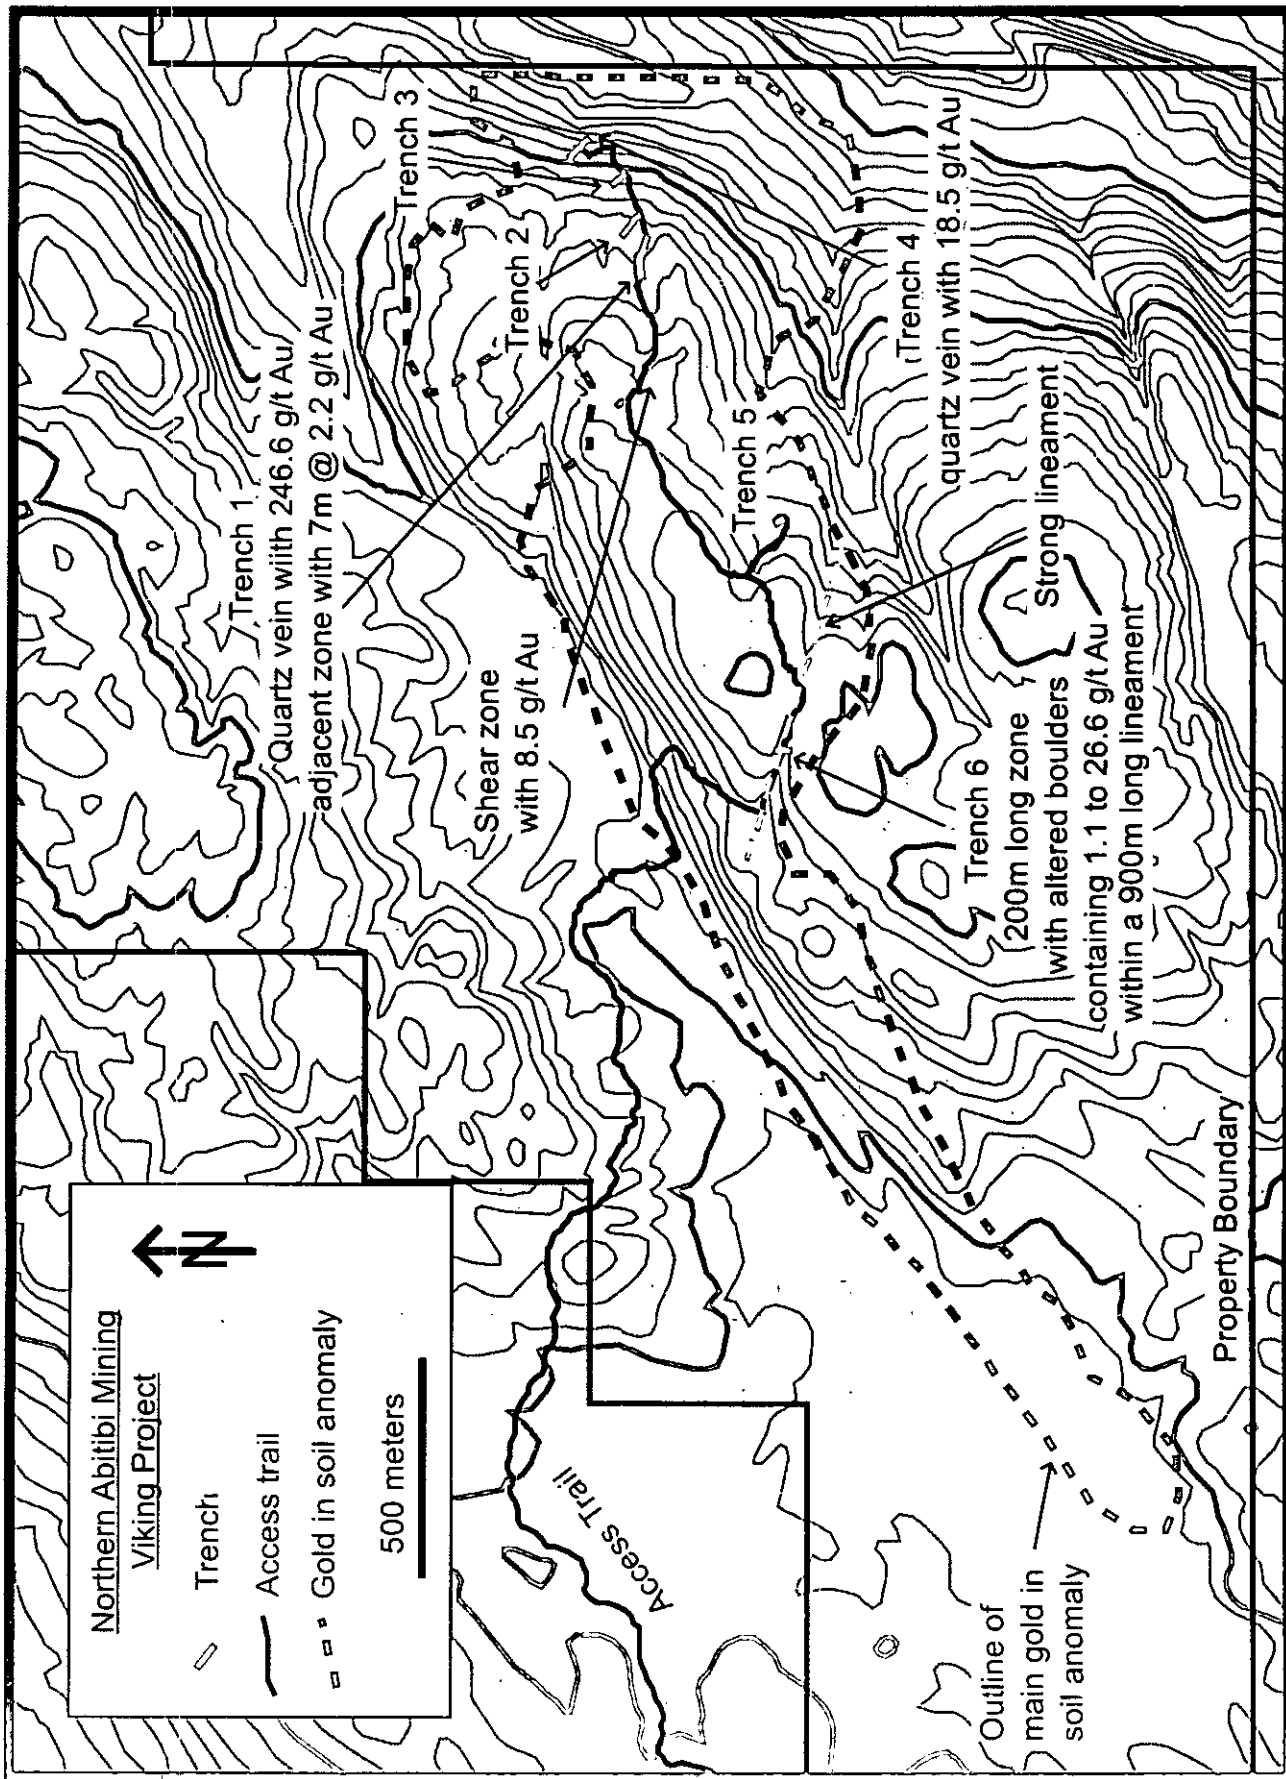 Northern Abitibi Mining
Viking Project
N
Trench
Access trail
Gold in soil anomaly
500 meters
Access Trail
Outline of
main gold in
soil anomaly
Property Boundary
Trench 1
Quartz vein with 246.6 g/t Au
adjacent zone with 7m @ 2.2 g/t Au
Shear zone
with 8.5 g/t Au
Trench 2
Trench 3
Trench 4
quartz vein with 18.5 g/t Au
Trench 5
Strong lineament
Trench 6
200m long zone
with altered boulders
containing 1.1 to 26.6 g/t Au
within a 900m long lineament